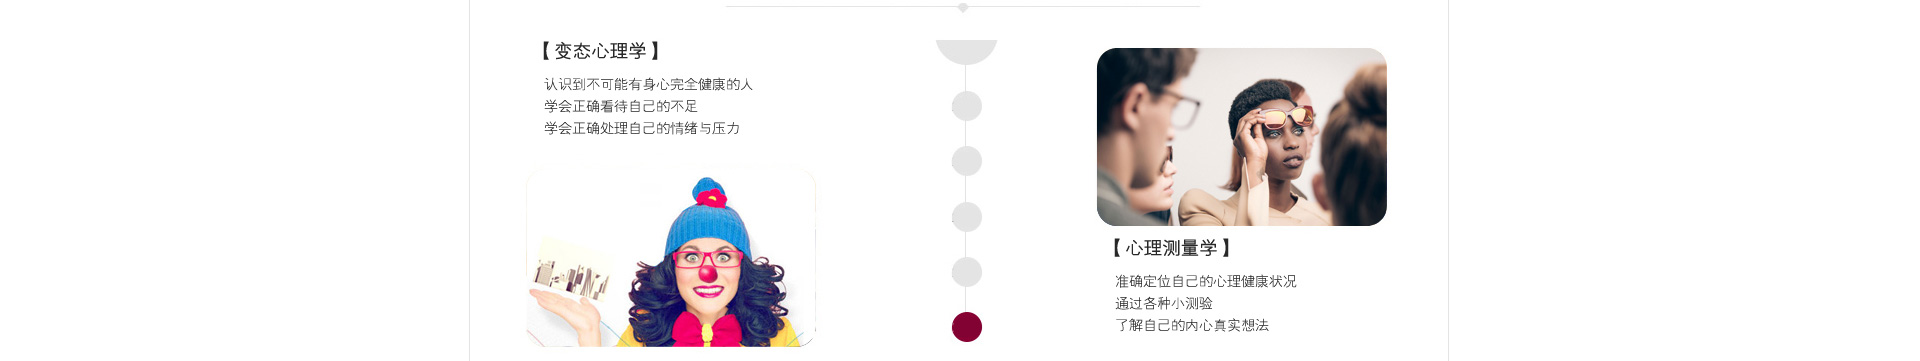 【变态心理学】
认识到不可能有身心完全健康的人
学会正确看待自己的不足
学会正确处理自己的情绪与压力
【心理测量学】
准确定位自己的心理健康状况
通过各种小测验
了解自己的内心真实想法